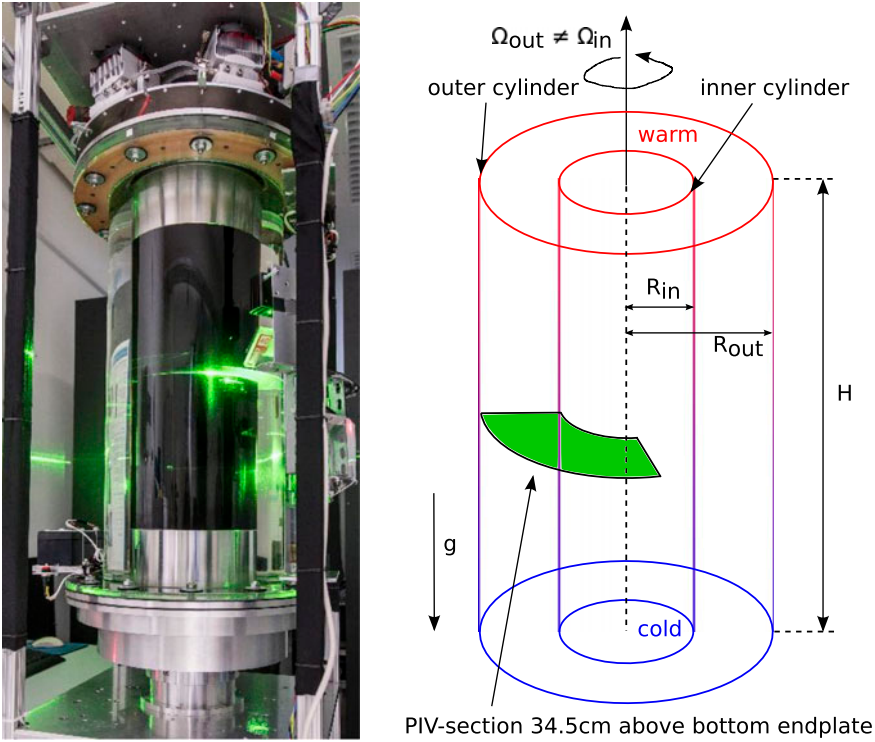 Ωout ≠ Ωin
outer cylinder
inner cylinder
warm
Rin
Rout
H
g
cold
PIV-section 34.5cm above bottom endplate